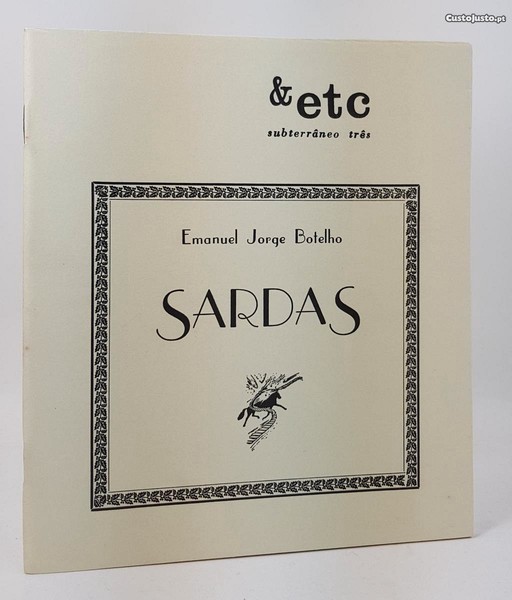 CustoJusto.pt
& etc
subterrâneo três
Emanuel Jorge Botelho
SARDAS